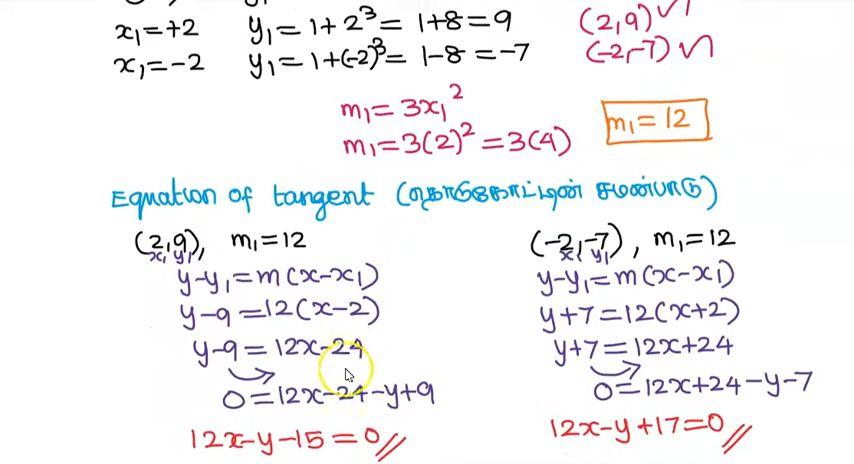 x₁=+2 y₁=1+2³= 1+8=9 (2,9)
x₁=-2 y₁=1+(-2)³= 1-8=-7 (-2,-7)
m₁=3x₁²
m₁=3(2)²=3(4) m₁=12
Equation of tangent (தொடுகோட்டின் சமன்பாடு)
(2,9), m₁=12
x₁ y₁
y-y₁=m(x-x₁)
y-9=12(x-2)
y-9=12x-24
0=12x-24-y+9
12x-y-15=0//
(-2,-7), m₁=12
x₁ y₁
y-y₁=m(x-x₁)
y+7=12(x+2)
y+7=12x+24
0=12x+24-y-7
12x-y+17=0//